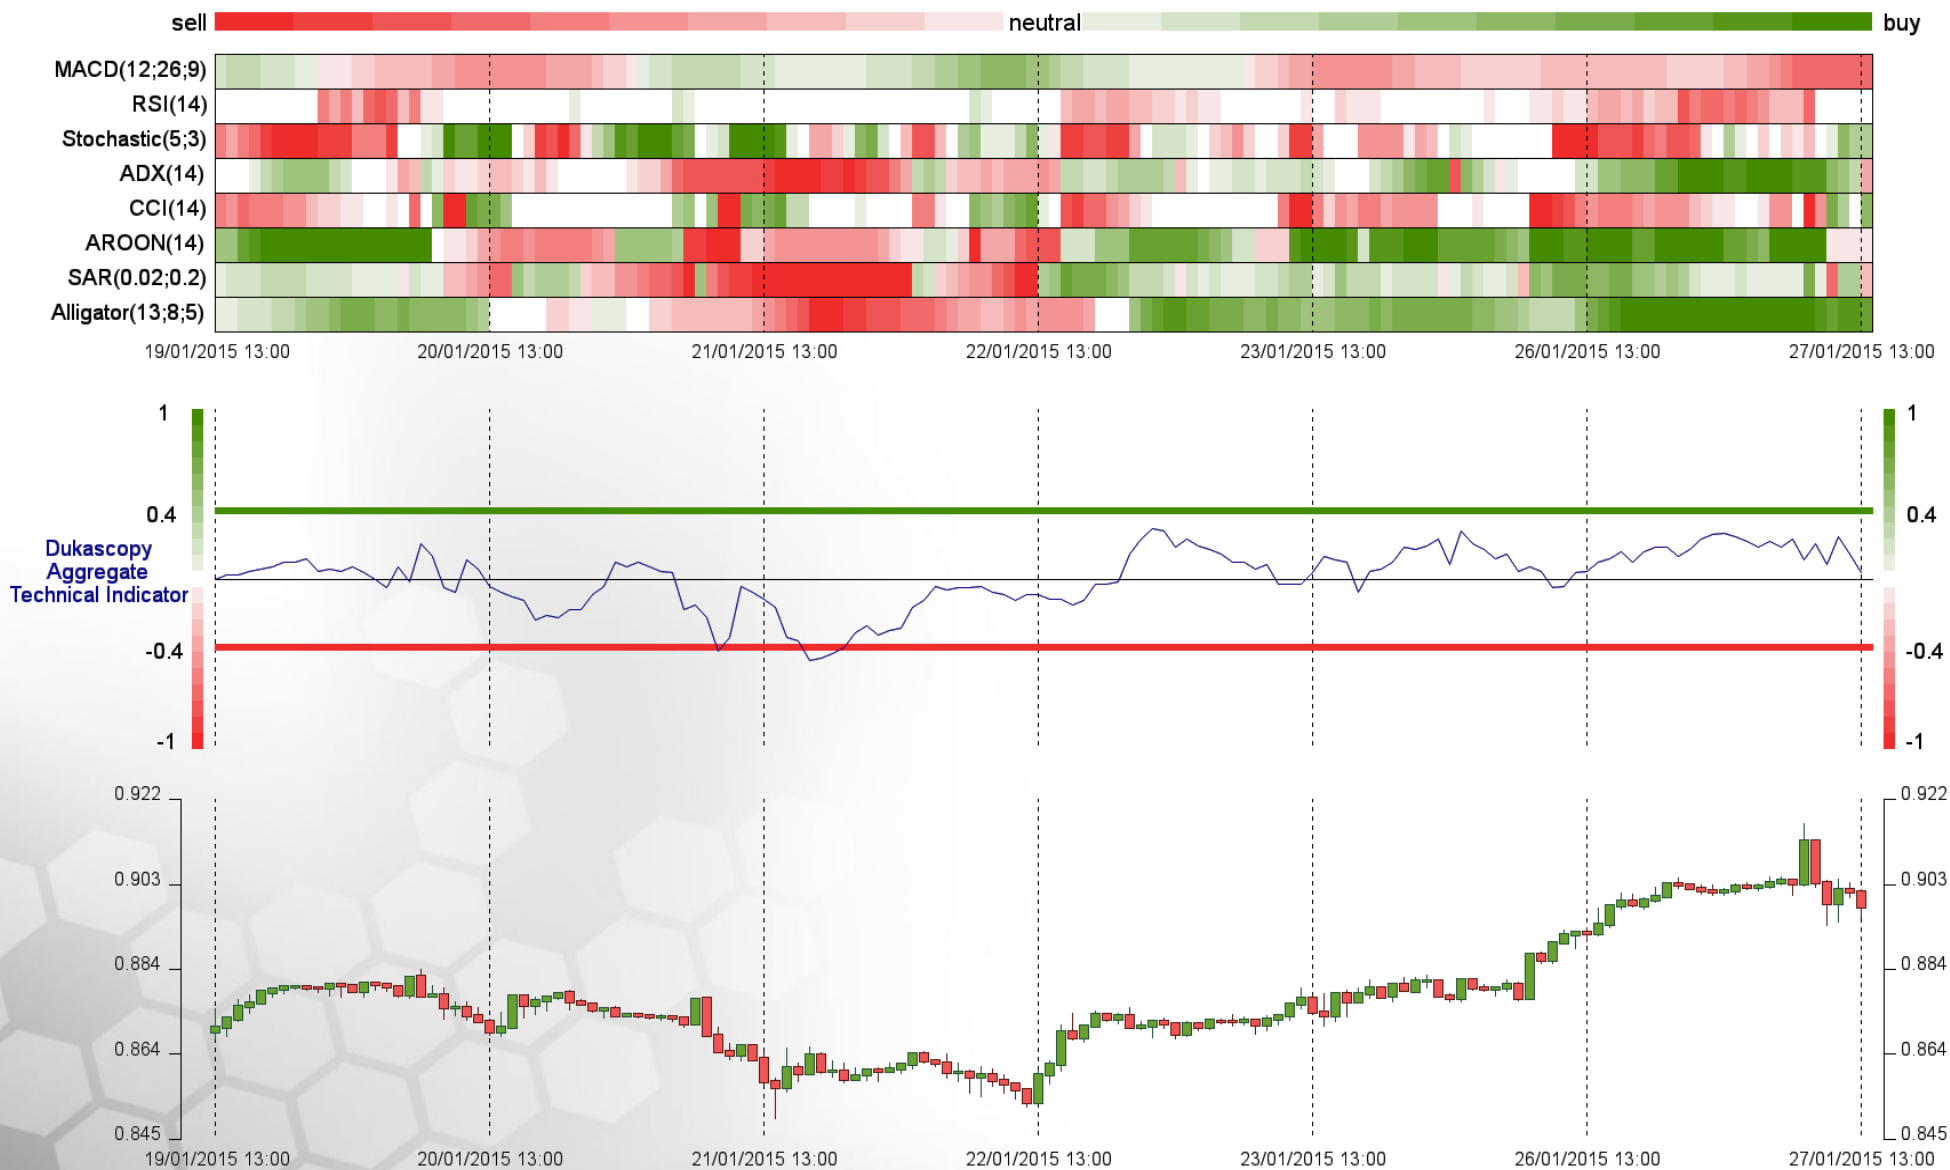 sell neutral buy
MACD(12;26;9)
RSI(14)
Stochastic(5;3)
ADX(14)
CCI(14)
AROON(14)
SAR(0.02;0.2)
Alligator(13;8;5)
19/01/2015 13:00 20/01/2015 13:00 21/01/2015 13:00 22/01/2015 13:00 23/01/2015 13:00 26/01/2015 13:00 27/01/2015 13:00
1 1
0.4 0.4
Dukascopy
Aggregate
Technical Indicator
-0.4 -0.4
-1 -1
0.922 0.922
0.903 0.903
0.884 0.884
0.864 0.864
0.845 0.845
19/01/2015 13:00 20/01/2015 13:00 21/01/2015 13:00 22/01/2015 13:00 23/01/2015 13:00 26/01/2015 13:00 27/01/2015 13:00